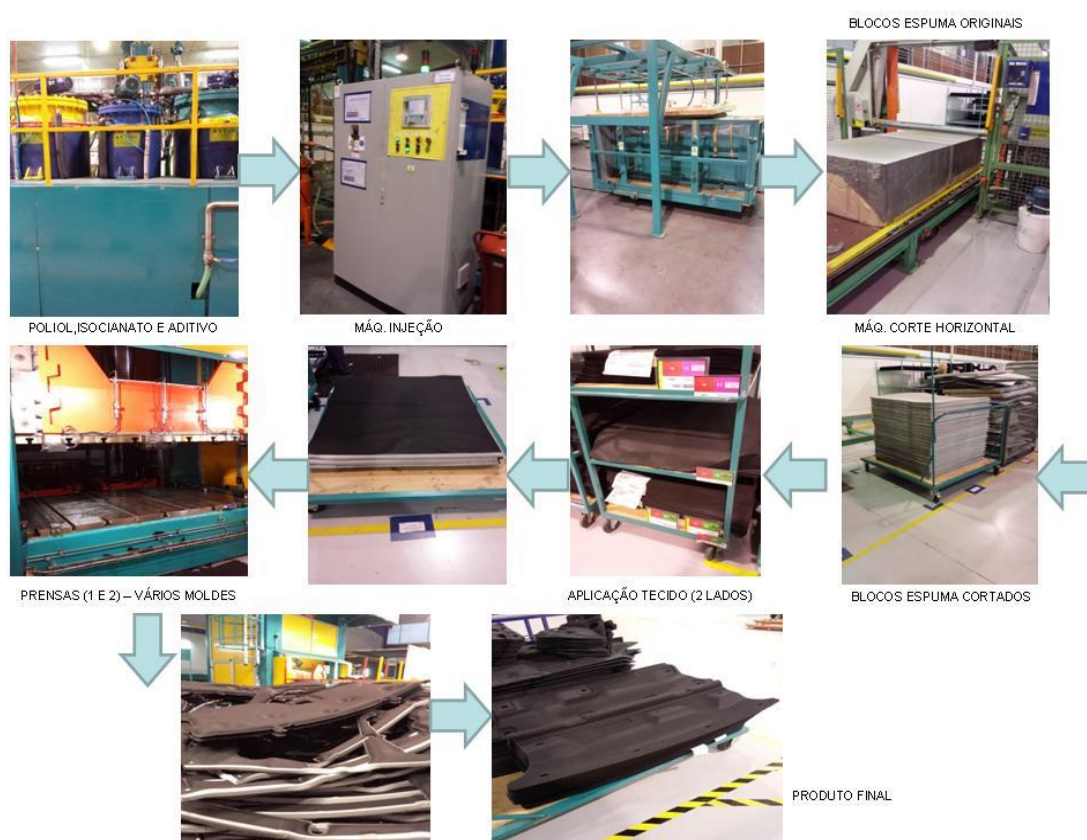 BLOCOS ESPUMA ORIGINAIS
POLIOL,ISOCIANATO E ADITIVO
MÁQ. INJEÇÃO
MÁQ. CORTE HORIZONTAL
PRENSAS (1 E 2) – VÁRIOS MOLDES
APLICAÇÃO TECIDO (2 LADOS)
BLOCOS ESPUMA CORTADOS
PRODUTO FINAL